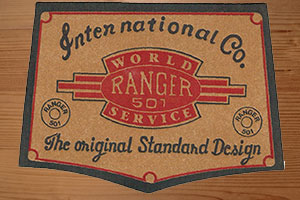 International Co.
WORLD
RANGER
501
SERVICE
RANGER
501
RANGER
501
The original Standard Design